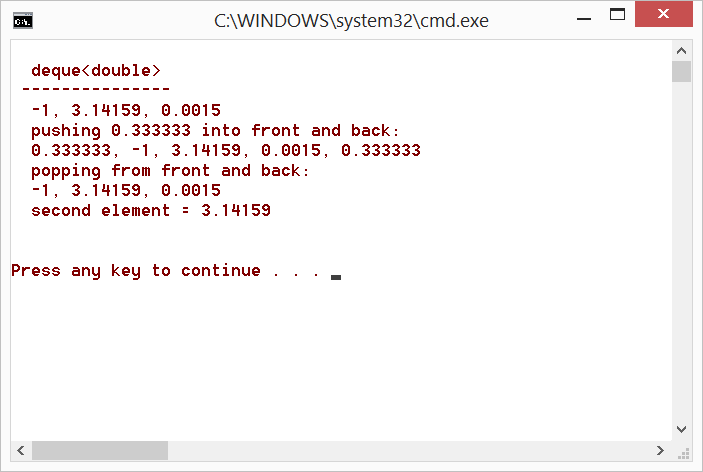 C:\WINDOWS\system32\cmd.exe
deque<double>
---------------
-1, 3.14159, 0.0015
pushing 0.333333 into front and back:
0.333333, -1, 3.14159, 0.0015, 0.333333
popping from front and back:
-1, 3.14159, 0.0015
second element = 3.14159
Press any key to continue . . .